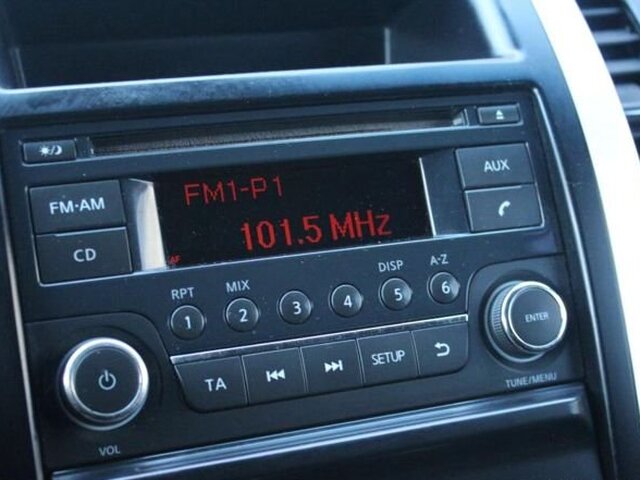 FM1-P1
101.5 MHz
AF
FM-AM
CD
AUX
RPT
MIX
DISP
A-Z
1
2
3
4
5
6
TA
SETUP
ENTER
TUNE/MENU
VOL